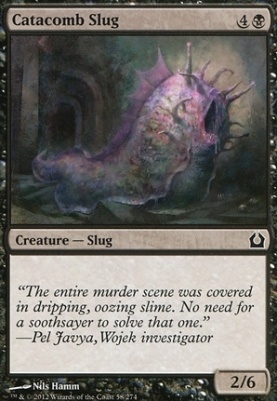 Catacomb Slug 4
Creature — Slug
"The entire murder scene was covered
in dripping, oozing slime. No need for
a soothsayer to solve that one."
—Pel Javya, Wojek investigator
Nils Hamm
™ & © 2012 Wizards of the Coast 58/274
2/6